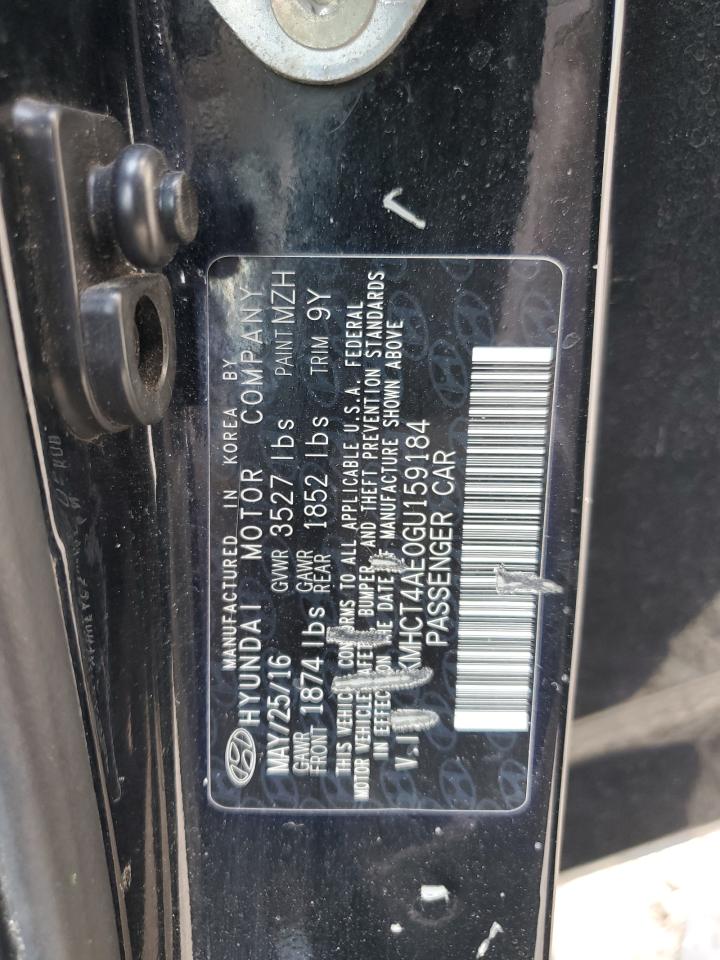 MANUFACTURED IN KOREA BY
HYUNDAI MOTOR COMPANY
MAY/25/16 GVWR 3527 lbs PAINT MZH
GAWR FRONT 1874 lbs GAWR REAR 1852 lbs TRIM 9Y
THIS VEHICLE CONFORMS TO ALL APPLICABLE U.S.A. FEDERAL
MOTOR VEHICLE SAFETY BUMPER, AND THEFT PREVENTION STANDARDS
IN EFFECT ON THE DATE OF MANUFACTURE SHOWN ABOVE
V.I KMHCT4AE0GU159184
PASSENGER CAR